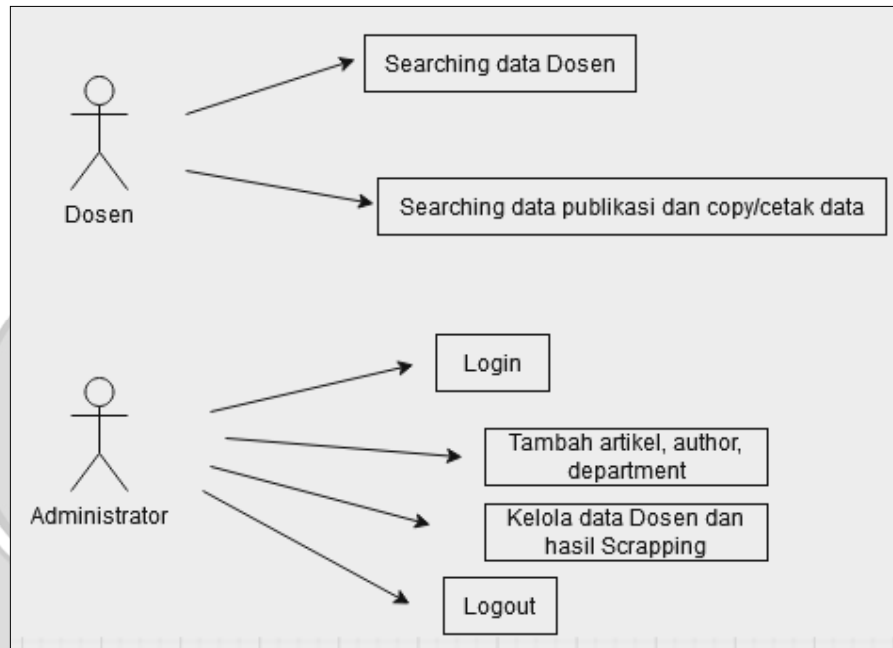 Searching data Dosen
Dosen
Searching data publikasi dan copy/cetak data
Login
Tambah artikel, author,
department
Administrator
Kelola data Dosen dan
hasil Scrapping
Logout